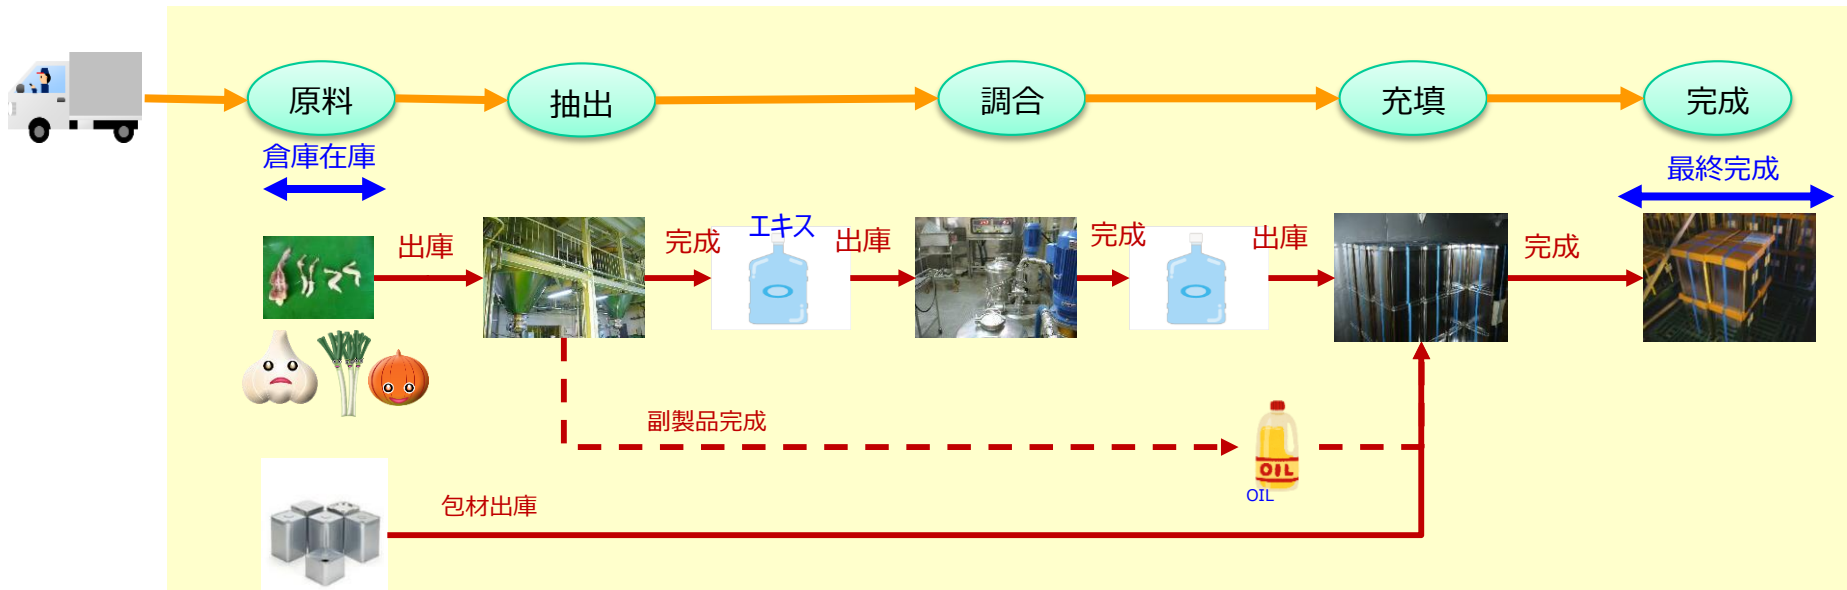 原料
抽出
調合
充填
完成
倉庫在庫
最終完成
出庫
完成
エキス
出庫
完成
出庫
完成
副製品完成
OIL
OIL
包材出庫